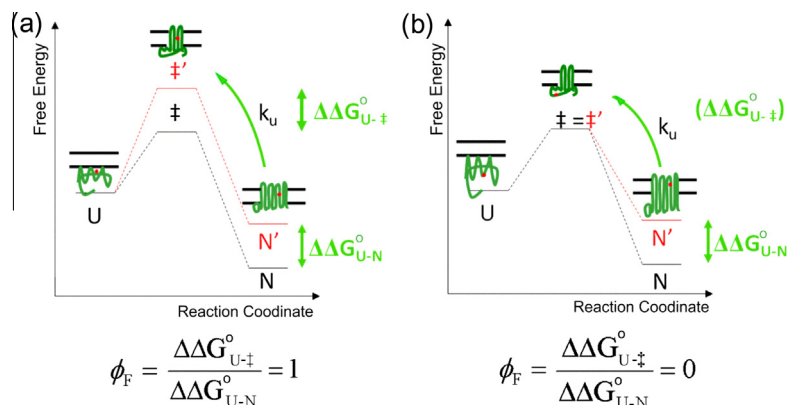 (a)
Free Energy
‡’
‡
kᵤ
ΔΔG°U-‡
U
N’
ΔΔG°U-N
N
Reaction Coodinate
ϕF = ΔΔG°U-‡ / ΔΔG°U-N = 1
(b)
Free Energy
‡ = ‡’
kᵤ
(ΔΔG°U-‡)
U
N’
ΔΔG°U-N
N
Reaction Coodinate
ϕF = ΔΔG°U-‡ / ΔΔG°U-N = 0